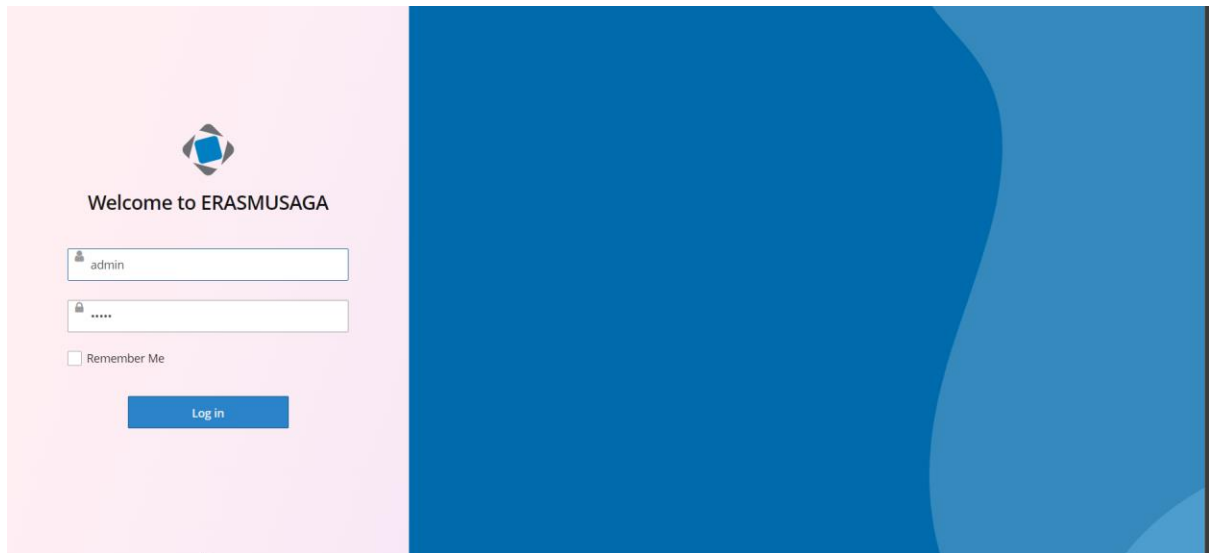 Welcome to ERASMUSAGA
admin
•••••
Remember Me
Log in